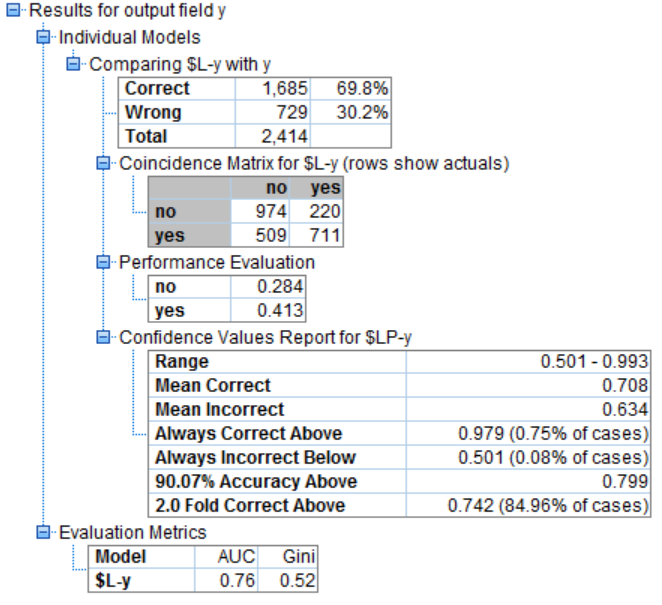 Results for output field y
Individual Models
Comparing $L-y with y
Correct 1,685 69.8%
Wrong 729 30.2%
Total 2,414
Coincidence Matrix for $L-y (rows show actuals)
no yes
no 974 220
yes 509 711
Performance Evaluation
no 0.284
yes 0.413
Confidence Values Report for $LP-y
Range 0.501 - 0.993
Mean Correct 0.708
Mean Incorrect 0.634
Always Correct Above 0.979 (0.75% of cases)
Always Incorrect Below 0.501 (0.08% of cases)
90.07% Accuracy Above 0.799
2.0 Fold Correct Above 0.742 (84.96% of cases)
Evaluation Metrics
Model AUC Gini
$L-y 0.76 0.52